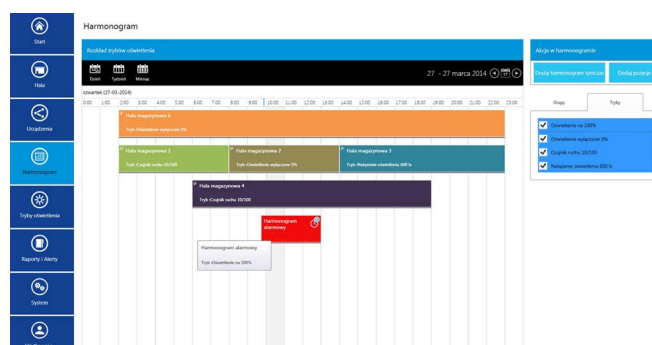 Harmonogram
Start
Hala
Urządzenia
Harmonogram
Tryby oświetlenia
Raporty i Alerty
System
Rozkład trybów oświetlenia
Dzień Tydzień Miesiąc
27 - 27 marca 2014
czwartek (27-03-2014)
0:00 1:00 2:00 3:00 4:00 5:00 6:00 7:00 8:00 9:00 10:00 11:00 12:00 13:00 14:00 15:00 16:00 17:00 18:00 19:00 20:00 21:00 22:00 23:00
Hala magazynowa 6
Tryb :Oświetlenie wyłączone 0%
Hala magazynowa 1
Tryb :Czujnik ruchu 10/100
Hala magazynowa 2
Tryb :Oświetlenie wyłączone 0%
Hala magazynowa 3
Tryb :Natężenie oświetlenia 600 lx
Hala magazynowa 4
Tryb :Czujnik ruchu 10/100
Harmonogram
alarmowy
Harmonogram alarmowy
Tryb :Oświetlenie na 100%
Akcja w harmonogramie
Dodaj harmonogram tymczas
Dodaj pozycje
Grupy Tryby
Oświetlenie na 100%
Oświetlenie wyłączone 0%
Czujnik ruchu 10/100
Natężenie oświetlenia 600 lx